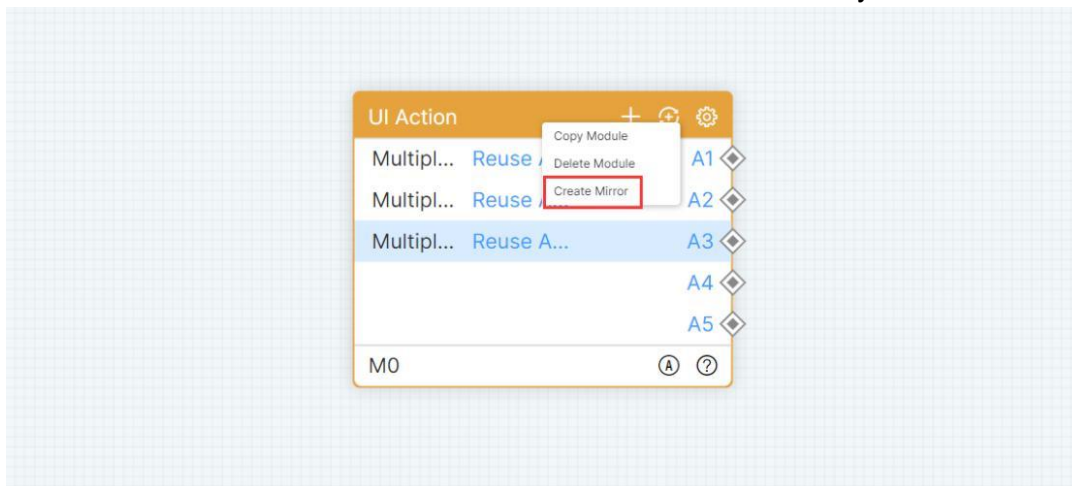 UI Action
Copy Module
Delete Module
Create Mirror
Multipl... Reuse A1
Multipl... Reuse A2
Multipl... Reuse A... A3
A4
A5
M0 A ?